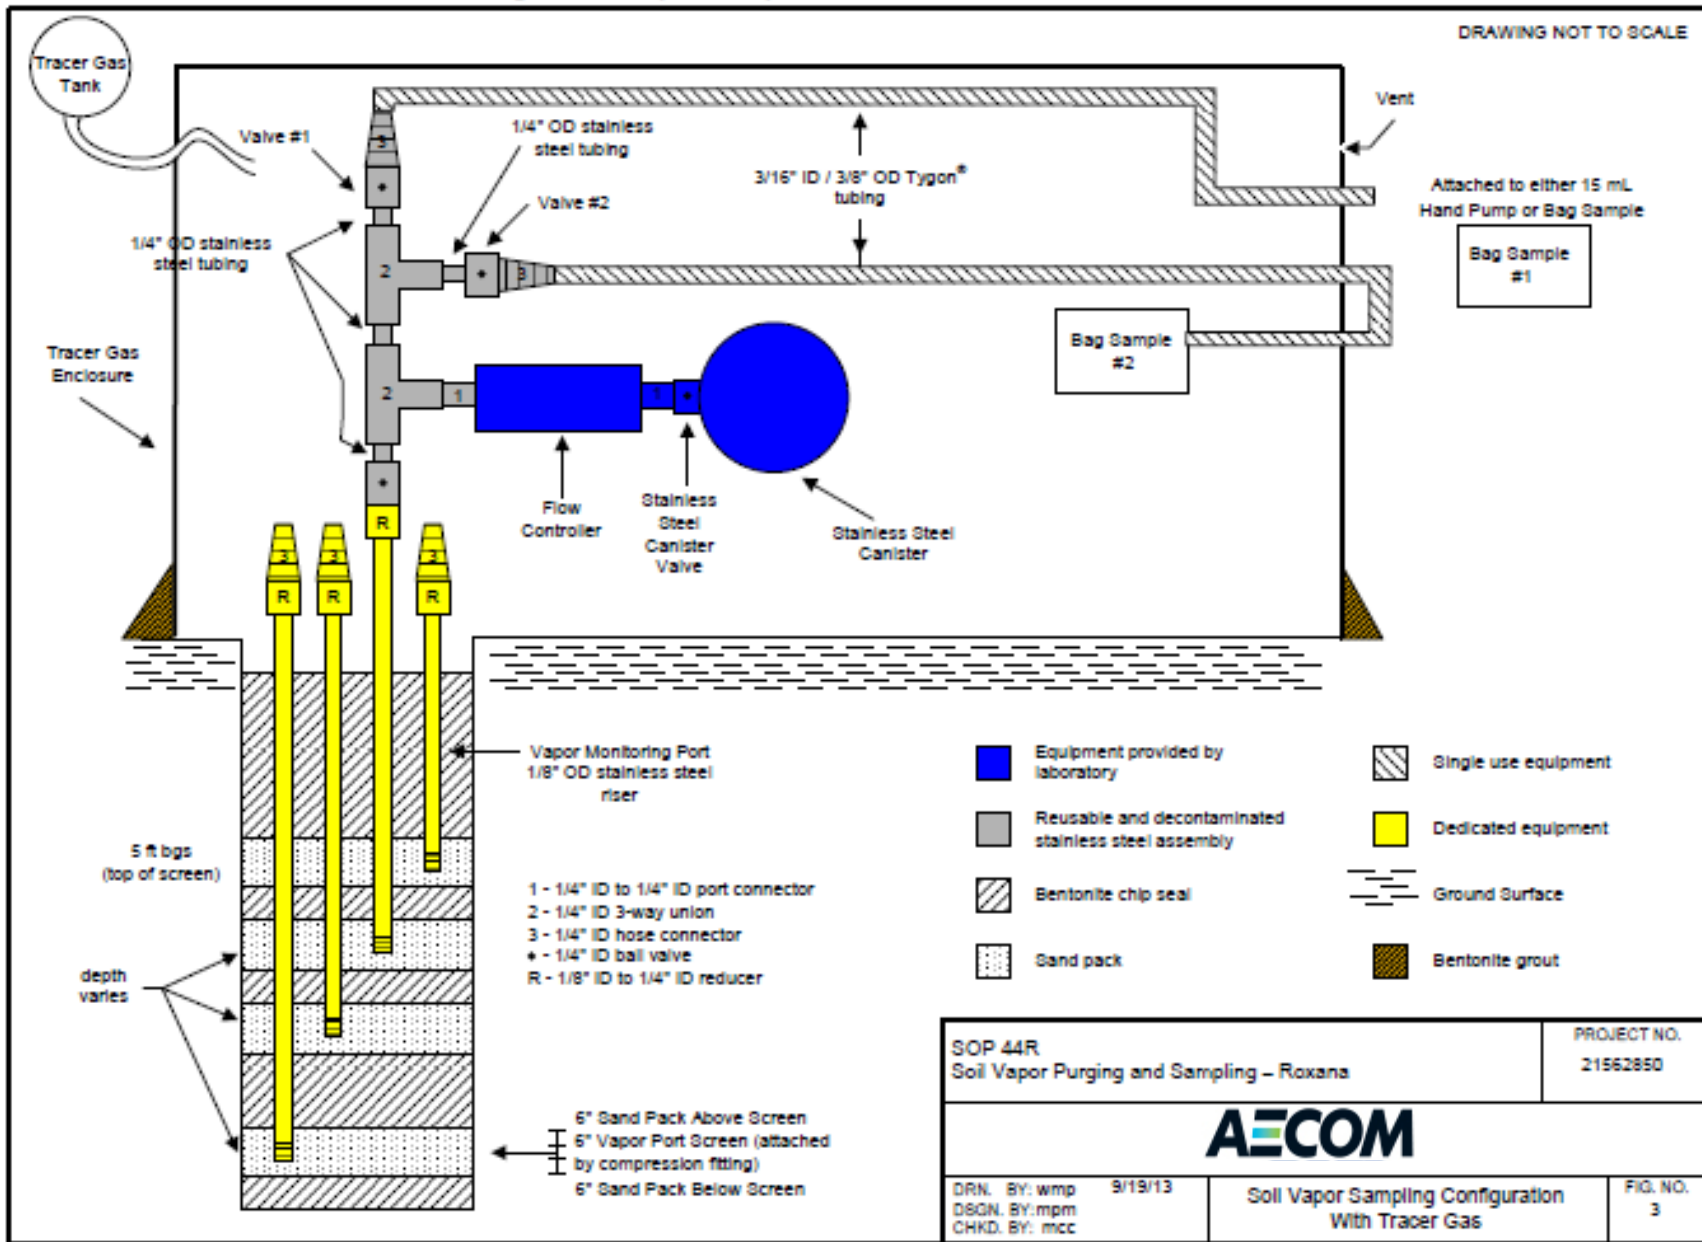 DRAWING NOT TO SCALE
Tracer Gas
Tank
Valve #1
1/4" OD stainless
steel tubing
Vent
3/16" ID / 3/8" OD Tygon®
tubing
Valve #2
Attached to either 15 mL
Hand Pump or Bag Sample
Bag Sample
#1
1/4" OD stainless
steel tubing
3
2
3
Bag Sample
#2
Tracer Gas
Enclosure
2
1
1
Flow
Controller
Stainless
Steel
Canister
Valve
Stainless Steel
Canister
R
3
3
3
R
R
R
Vapor Monitoring Port
1/8" OD stainless steel
riser
5 ft bgs
(top of screen)
depth
varies
1 - 1/4" ID to 1/4" ID port connector
2 - 1/4" ID 3-way union
3 - 1/4" ID hose connector
• - 1/4" ID ball valve
R - 1/8" ID to 1/4" ID reducer
6" Sand Pack Above Screen
6" Vapor Port Screen (attached
by compression fitting)
6" Sand Pack Below Screen
Equipment provided by
laboratory
Single use equipment
Reusable and decontaminated
stainless steel assembly
Dedicated equipment
Bentonite chip seal
Ground Surface
Sand pack
Bentonite grout
SOP 44R
Soil Vapor Purging and Sampling – Roxana
PROJECT NO.
21562850
AECOM
DRN. BY: wmp 9/19/13
DSGN. BY: mpm
CHKD. BY: mcc
Soil Vapor Sampling Configuration
With Tracer Gas
FIG. NO.
3